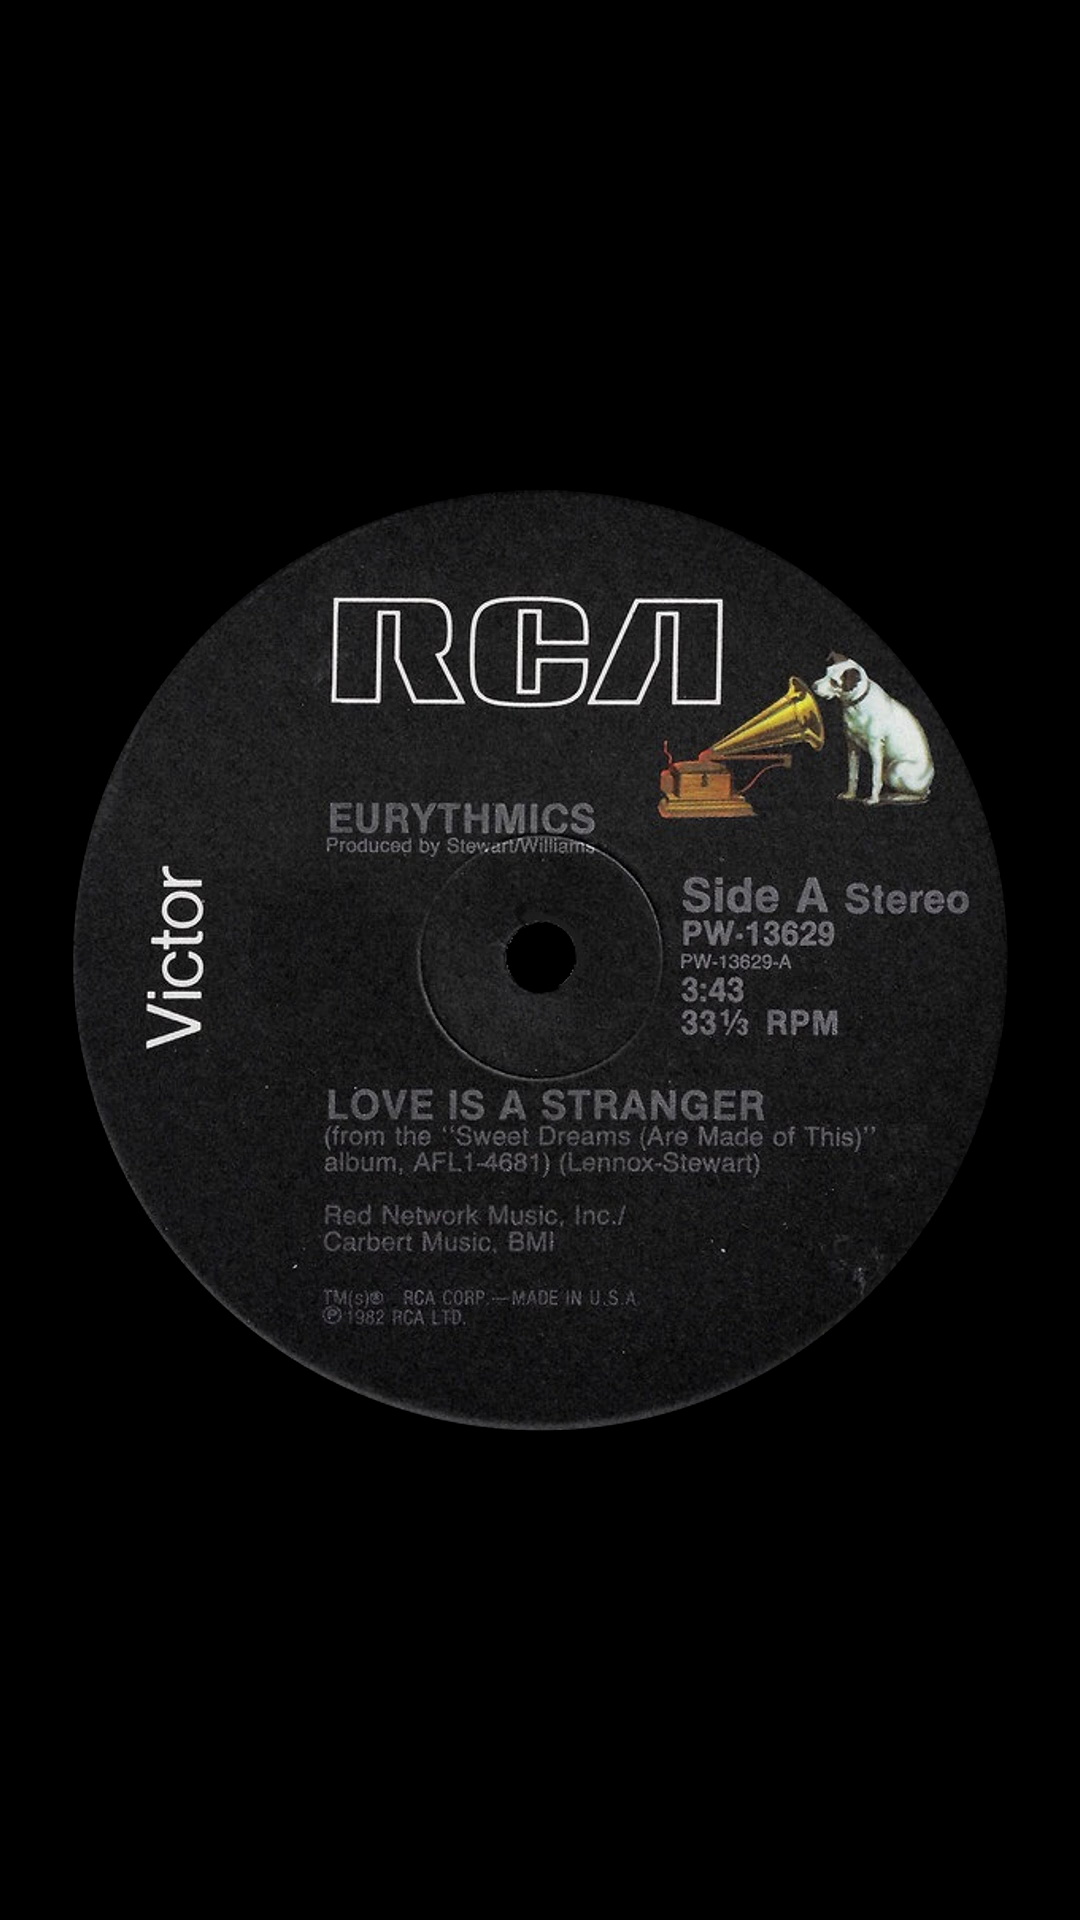 RCA
EURYTHMICS
Produced by Stewart/Williams
Victor
Side A Stereo
PW-13629
PW-13629-A
3:43
33⅓ RPM
LOVE IS A STRANGER
(from the "Sweet Dreams (Are Made of This)"
album, AFL1-4681) (Lennox-Stewart)
Red Network Music, Inc./
Carbert Music, BMI
TM(s)® RCA CORP.—MADE IN U.S.A.
℗ 1982 RCA LTD.